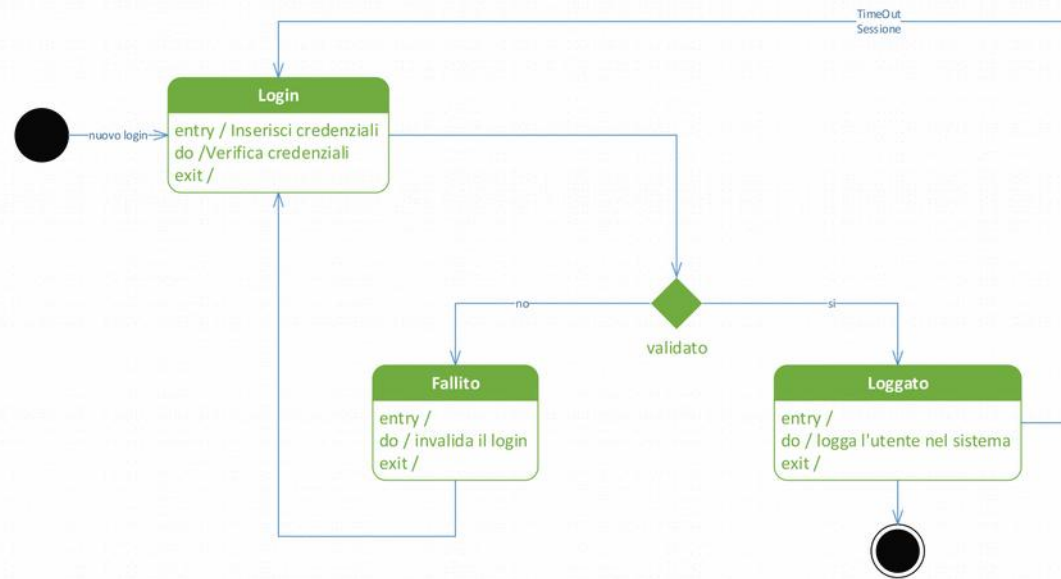 TimeOut
Sessione
Login
nuovo login
entry / Inserisci credenziali
do /Verifica credenziali
exit /
no
si
validato
Fallito
entry /
do / invalida il login
exit /
Loggato
entry /
do / logga l'utente nel sistema
exit /